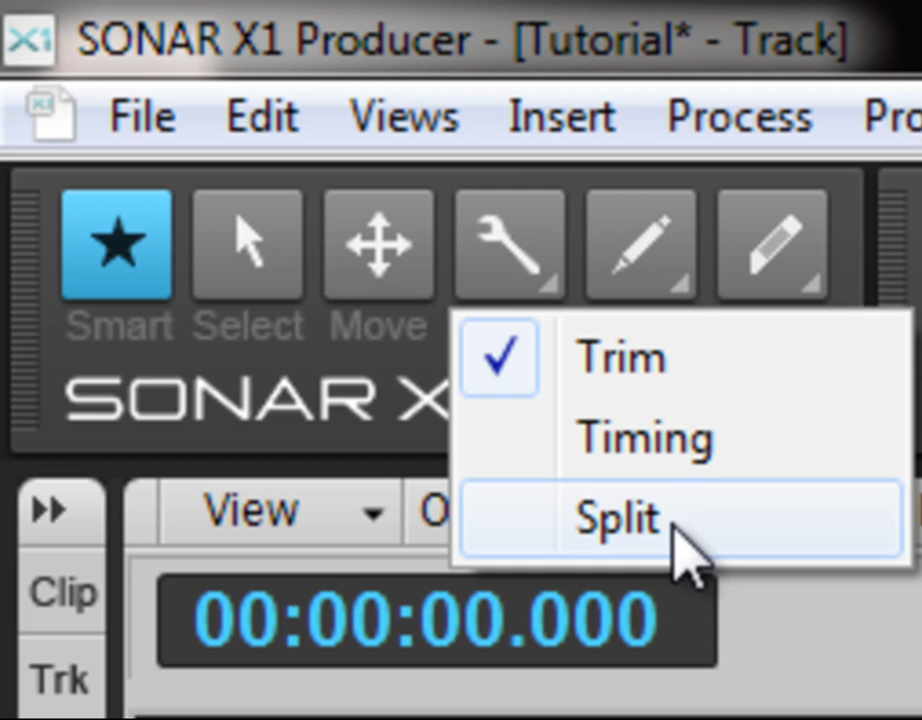 X1 SONAR X1 Producer - [Tutorial* - Track]
File Edit Views Insert Process
Smart Select Move
Trim
SONAR X
Timing
View
Split
Clip
00:00:00.000
Trk